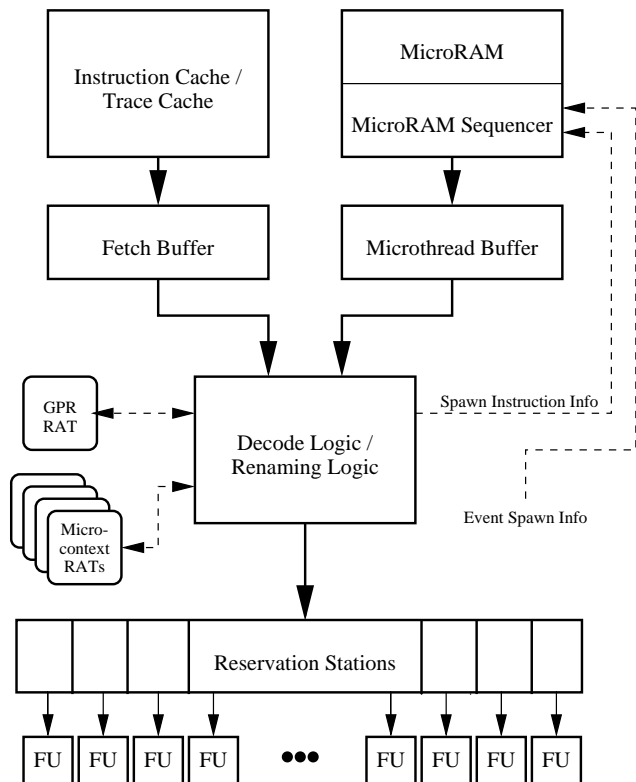 Instruction Cache /
Trace Cache
MicroRAM
MicroRAM Sequencer
Fetch Buffer
Microthread Buffer
GPR
RAT
Decode Logic /
Renaming Logic
Spawn Instruction Info
Micro-
context
RATs
Event Spawn Info
Reservation Stations
FU FU FU FU ••• FU FU FU FU